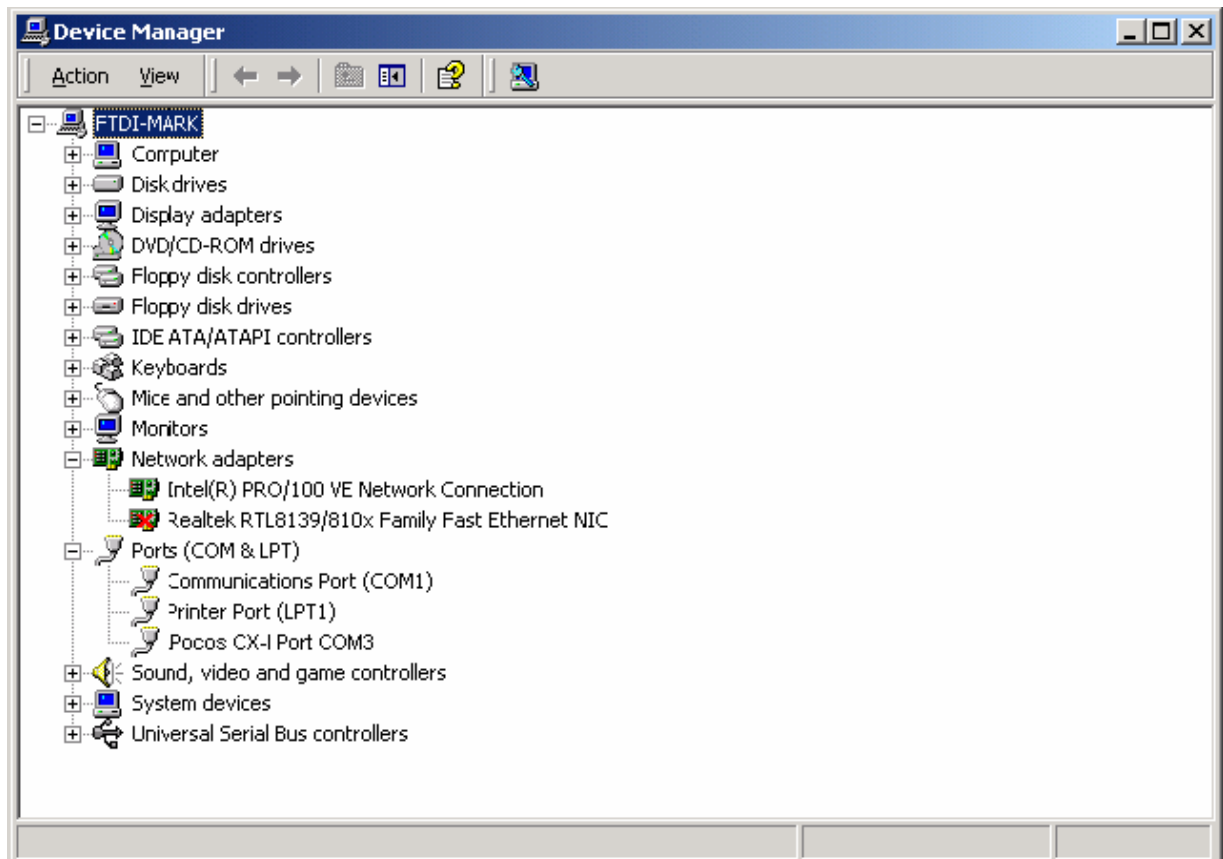 Device Manager
Action View
FTDI-MARK
Computer
Disk drives
Display adapters
DVD/CD-ROM drives
Floppy disk controllers
Floppy disk drives
IDE ATA/ATAPI controllers
Keyboards
Mice and other pointing devices
Monitors
Network adapters
Intel(R) PRO/100 VE Network Connection
Realtek RTL8139/810x Family Fast Ethernet NIC
Ports (COM & LPT)
Communications Port (COM1)
Printer Port (LPT1)
Pocos CX-I Port COM3
Sound, video and game controllers
System devices
Universal Serial Bus controllers